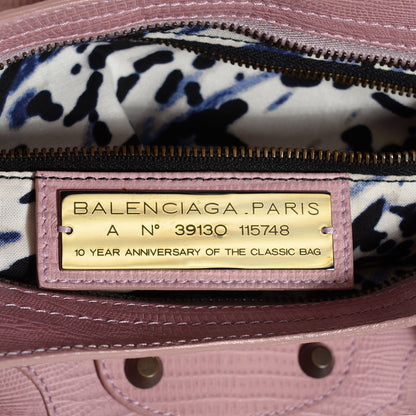 BALENCIAGA.PARIS
A N° 39130 115748
10 YEAR ANNIVERSARY OF THE CLASSIC BAG